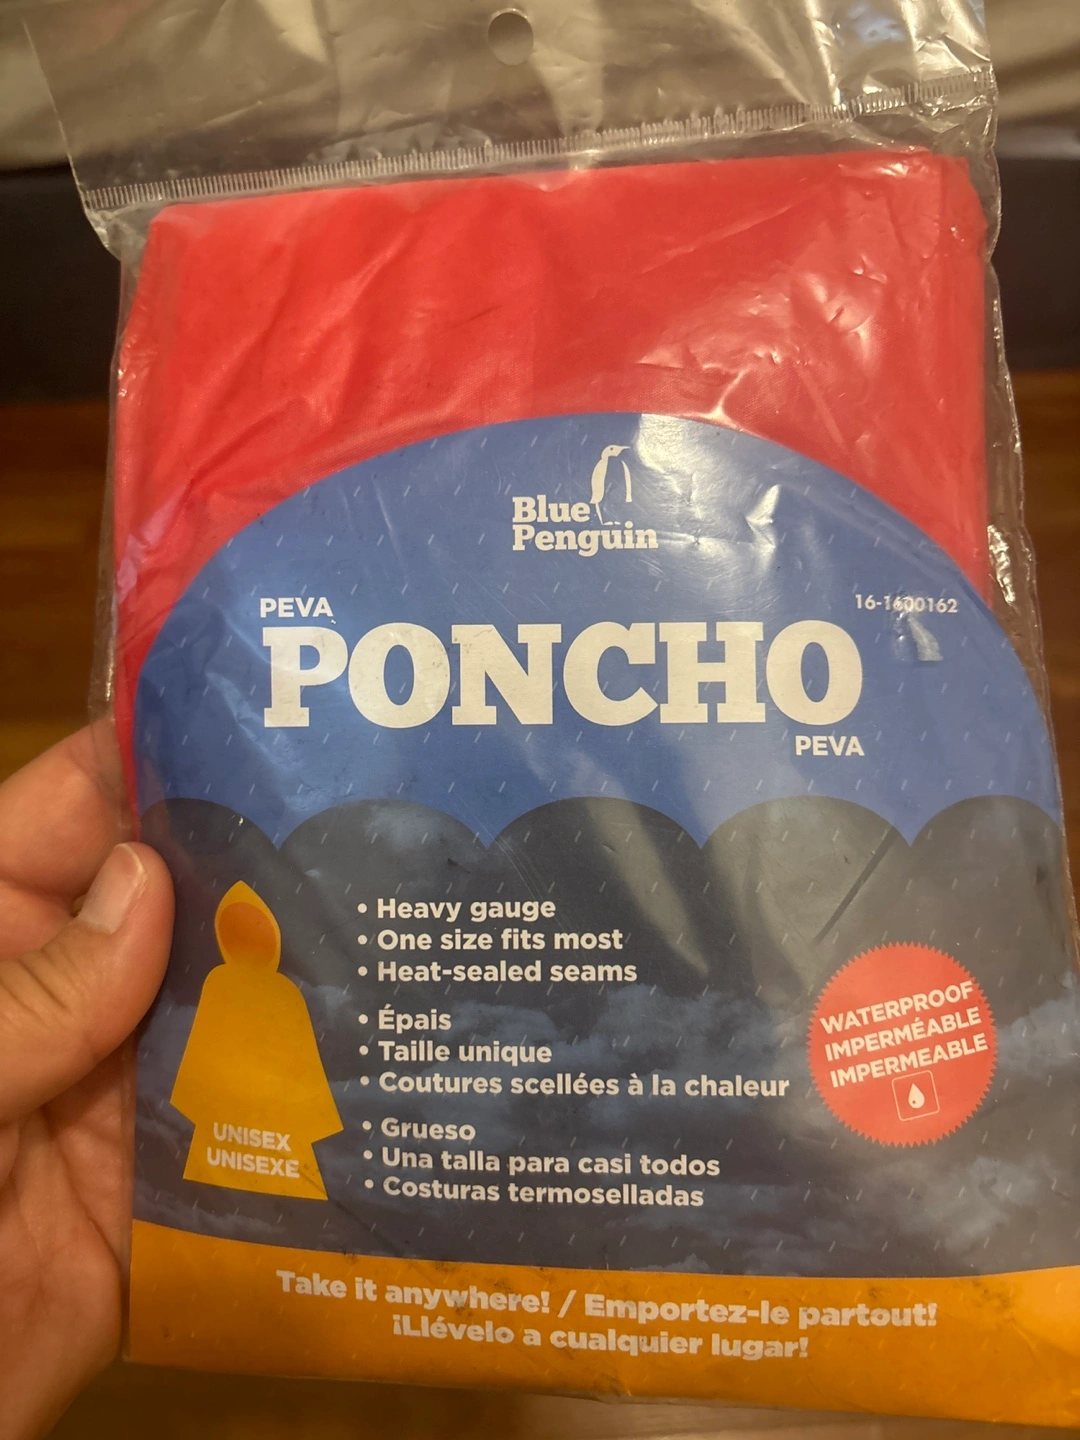 Blue
Penguin
PEVA
16-1600162
PONCHO
PEVA
• Heavy gauge
• One size fits most
• Heat-sealed seams
• Épais
• Taille unique
• Coutures scellées à la chaleur
• Grueso
• Una talla para casi todos
• Costuras termoselladas
WATERPROOF
IMPERMÉABLE
IMPERMEABLE
UNISEX
UNISEXE
Take it anywhere! / Emportez-le partout!
¡Llévelo a cualquier lugar!